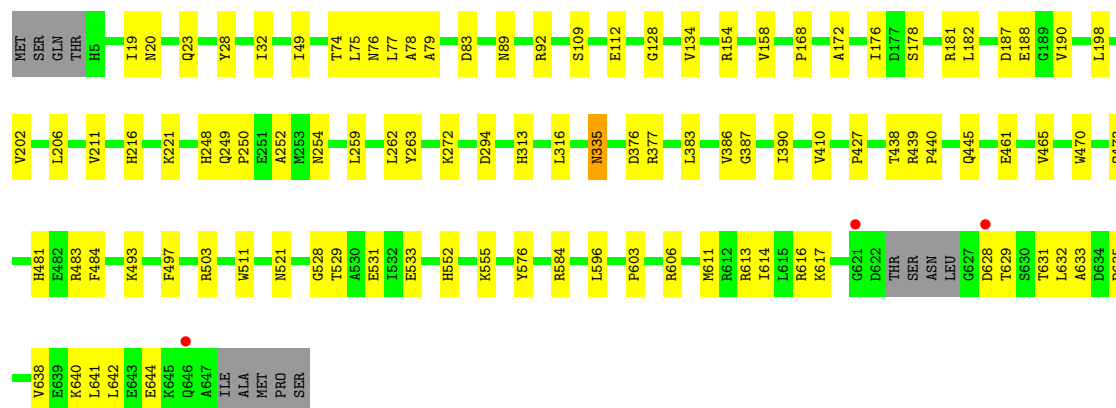 MET SER GLN THR H5 I19 N20 Q23 Y28 I32 I49 T74 L75 N76 L77 A78 A79 D83 N89 R92 S109 E112 G128 V134 R154 V158 P168 A172 I176 D177 S178 R181 L182 D187 E188 G189 V190 L198
V202 L206 V211 H216 K221 H248 Q249 P250 E251 A252 M253 N254 L259 L262 Y263 K272 D294 H313 L316 N335 D376 R377 L383 V386 G387 I390 V410 P427 T438 R439 P440 Q445 E461 V465 W470
H481 E482 R483 F484 K493 F497 R503 W511 N521 G528 T529 A530 E531 I532 E533 H552 K555 Y576 R584 L596 P603 R606 M611 R612 R613 I614 L615 R616 K617 G621 D622 THR SER ASN LEU G627 D628 T629 S630 T631 L632 A633 D634
V638 E639 K640 L641 L642 E643 E644 K645 Q646 A647 ILE ALA MET PRO SER